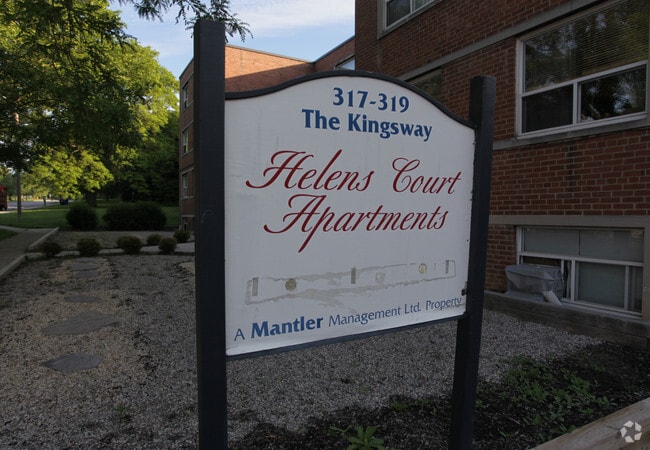 317-319
The Kingsway
Helens Court
Apartments
A Mantler Management Ltd. Property